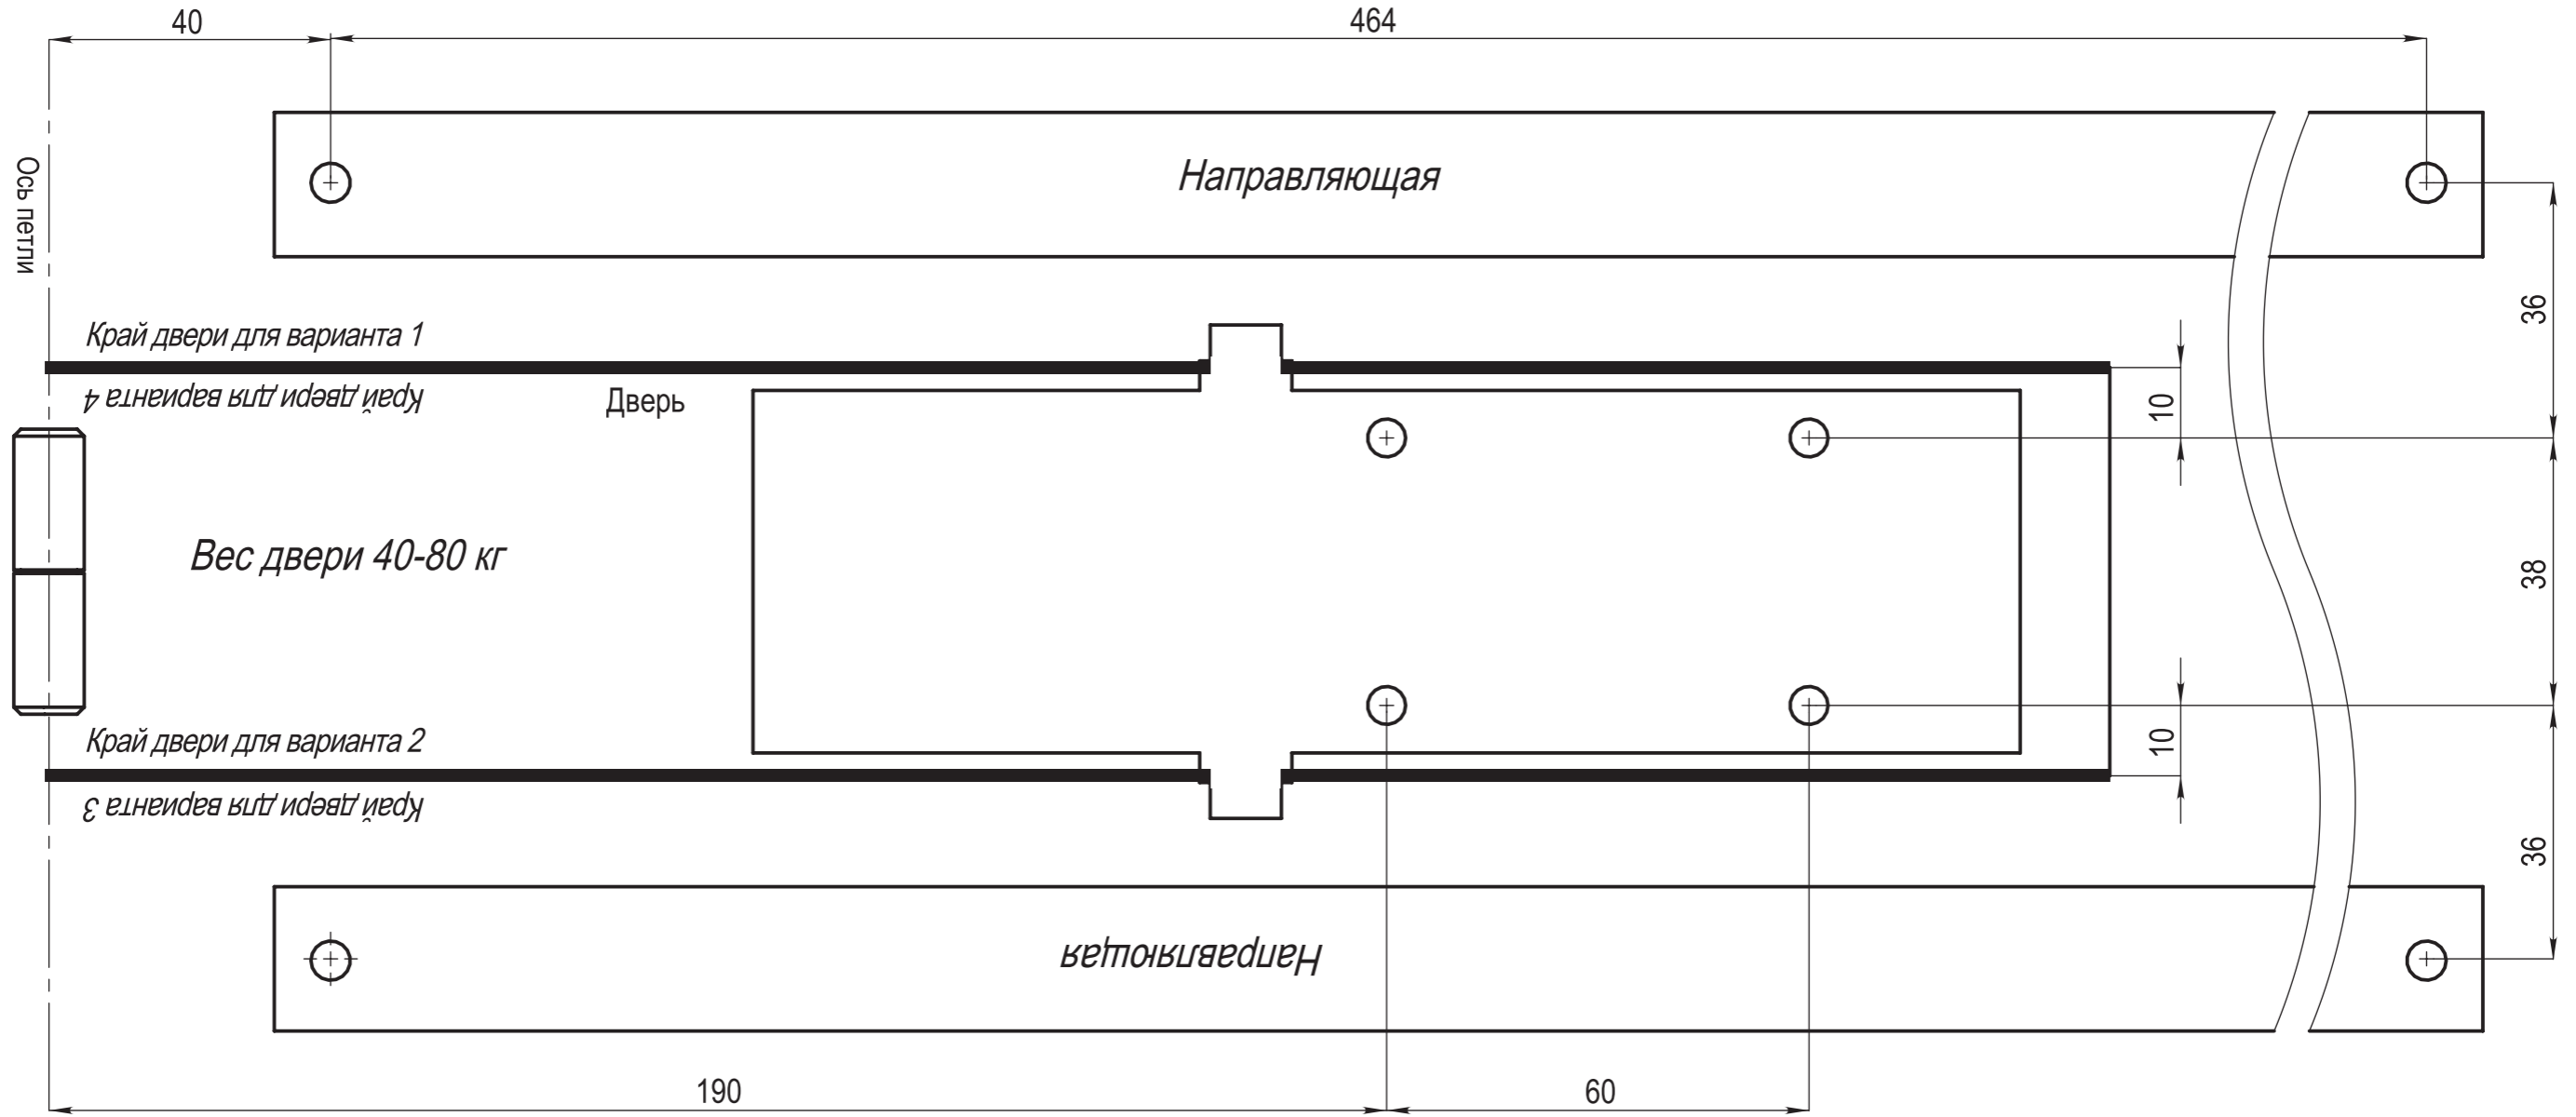 40
464
Направляющая
Ось петли
36
Край двери для варианта 1
Край двери для варианта 4
Дверь
10
Вес двери 40-80 кг
38
Край двери для варианта 2
10
Край двери для варианта 3
36
Направляющая
190
60